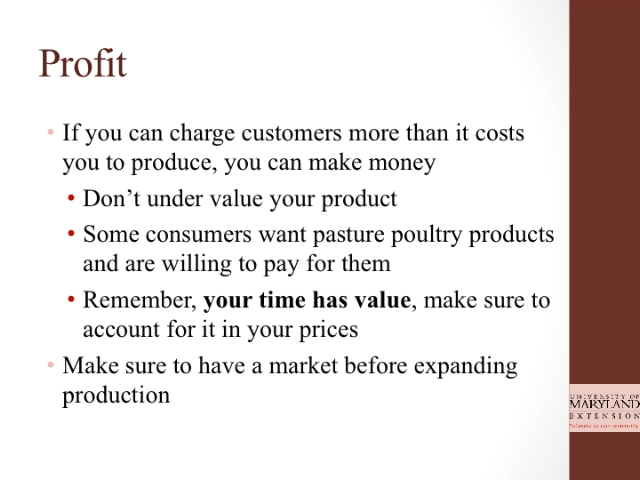 Profit
• If you can charge customers more than it costs
you to produce, you can make money
• Don't under value your product
• Some consumers want pasture poultry products
and are willing to pay for them
• Remember, your time has value, make sure to
account for it in your prices
• Make sure to have a market before expanding
production
UNIVERSITY OF
MARYLAND
EXTENSION